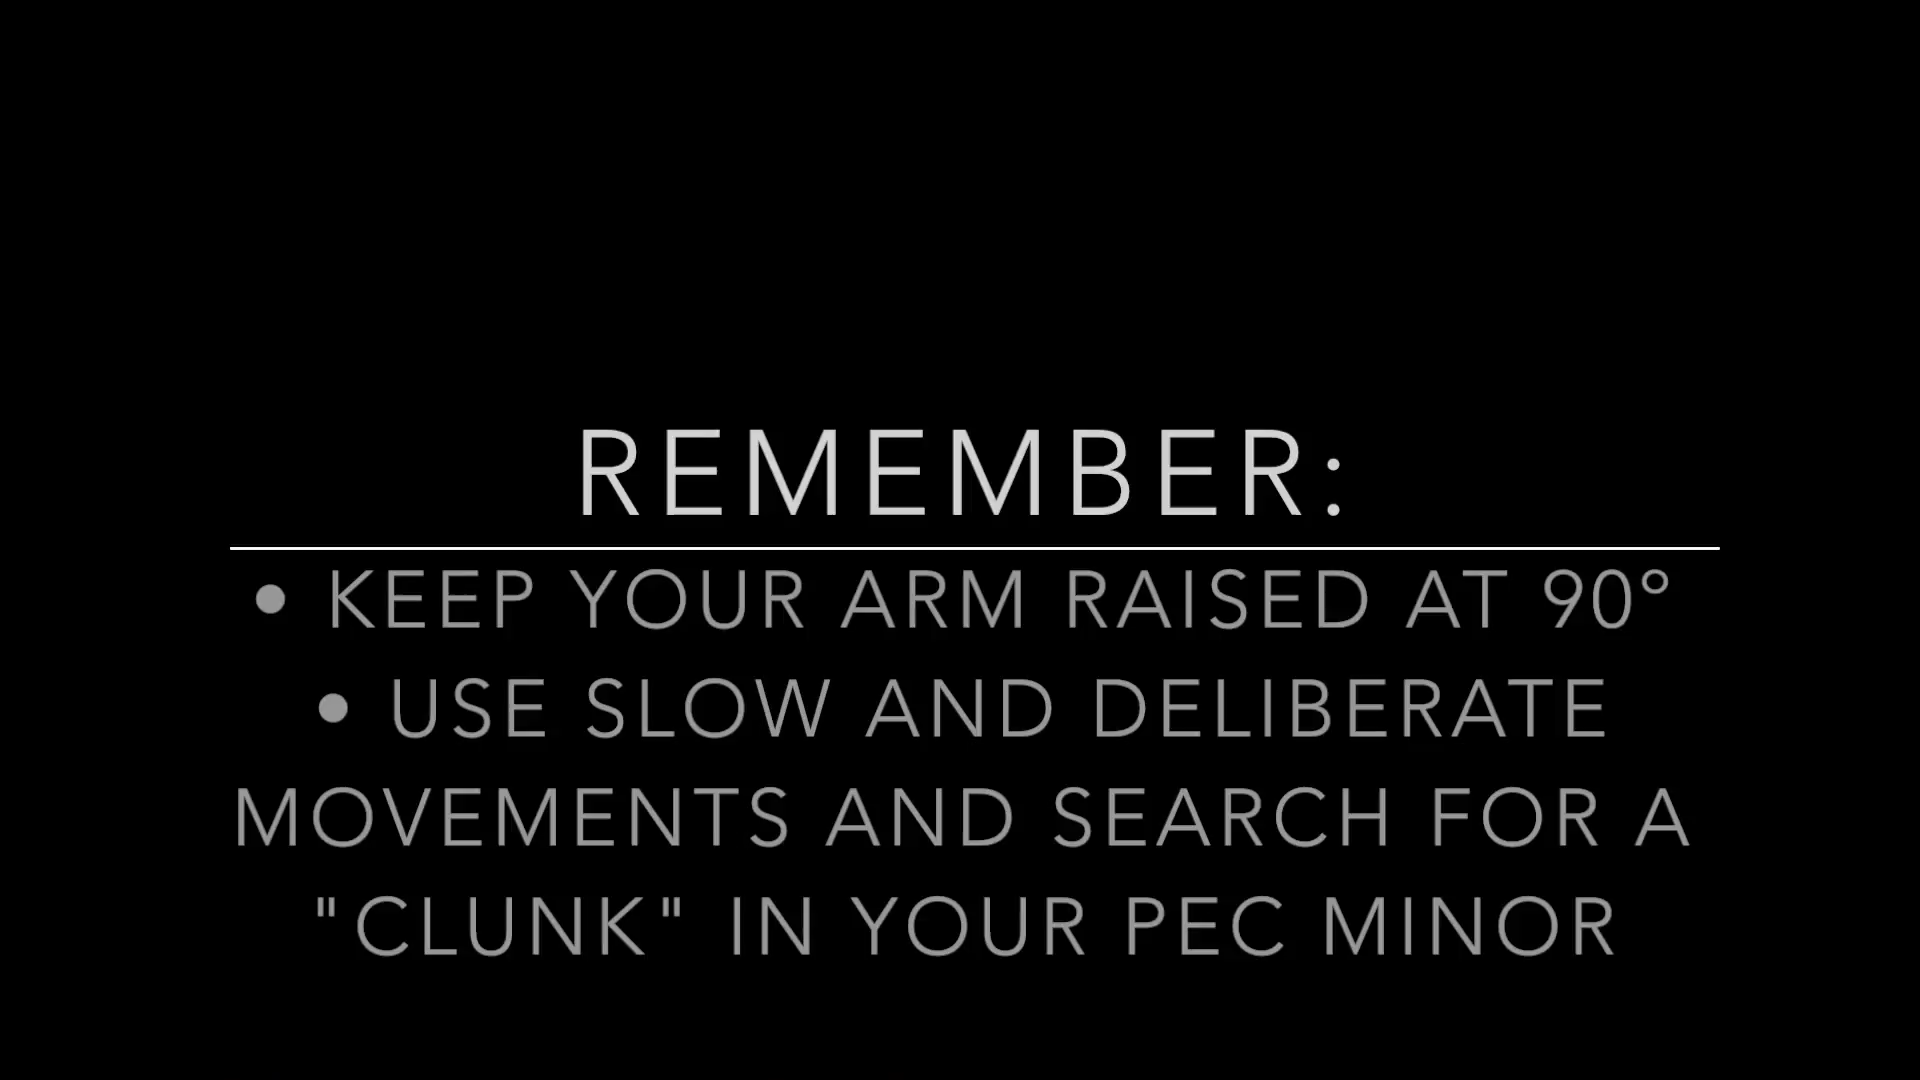 REMEMBER:
• KEEP YOUR ARM RAISED AT 90°
• USE SLOW AND DELIBERATE
MOVEMENTS AND SEARCH FOR A
"CLUNK" IN YOUR PEC MINOR